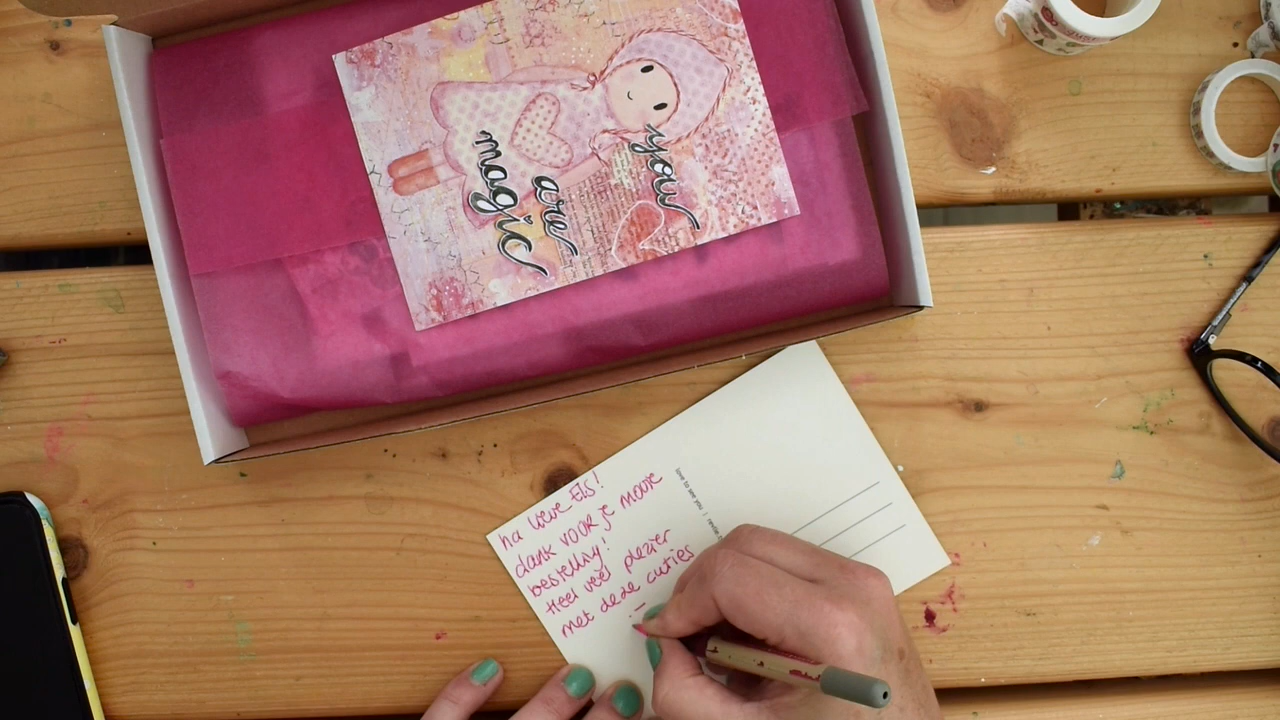 you
are
magic
ha lieve Els!
dank voor je mooie
bestelling!
Heel veel plezier
met deze cuties